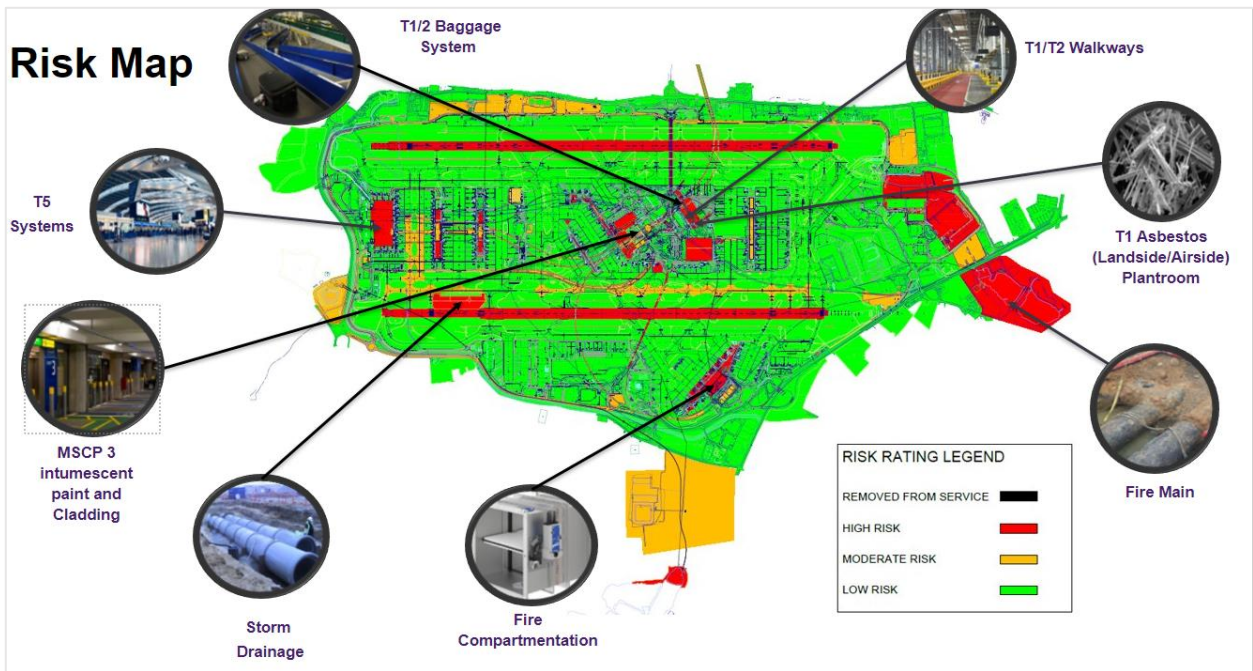 Risk Map
T1/2 Baggage
System
T1/T2 Walkways
T5
Systems
T1 Asbestos
(Landside/Airside)
Plantroom
MSCP 3
intumescent
paint and
Cladding
Storm
Drainage
Fire
Compartmentation
Fire Main
RISK RATING LEGEND
REMOVED FROM SERVICE
HIGH RISK
MODERATE RISK
LOW RISK